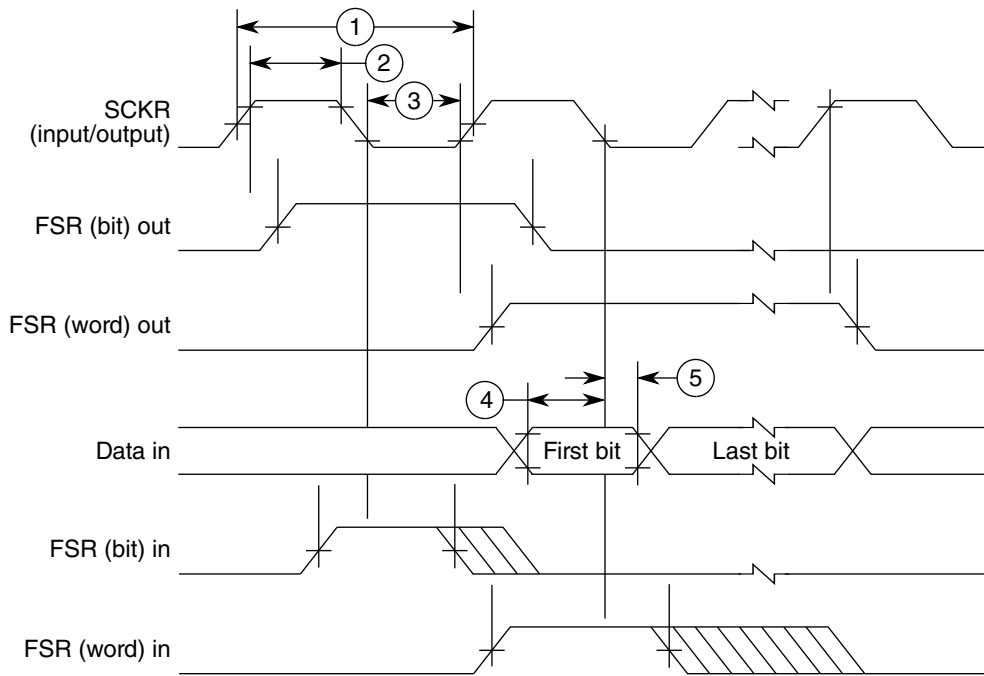 1
2
3
SCKR
(input/output)
FSR (bit) out
FSR (word) out
4
5
Data in
First bit
Last bit
FSR (bit) in
FSR (word) in